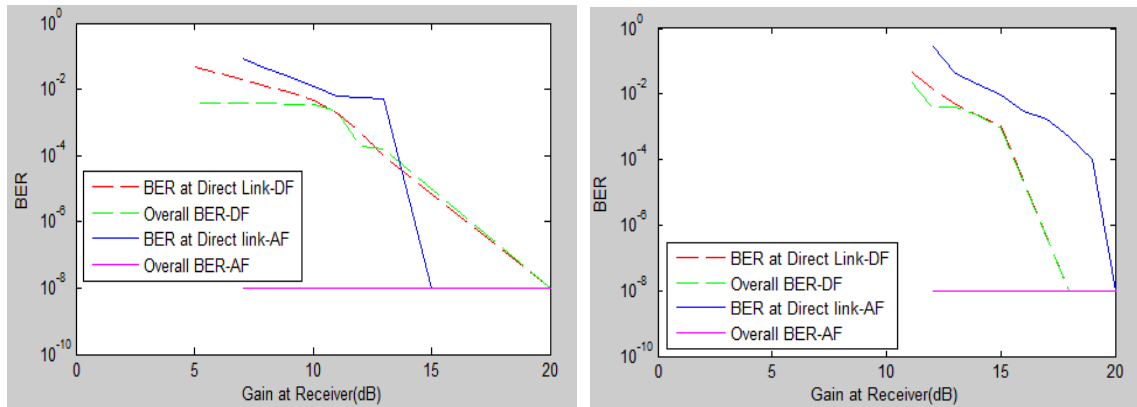 10^0
10^-2
10^-4
10^-6
10^-8
10^-10
BER
BER at Direct Link-DF
Overall BER-DF
BER at Direct link-AF
Overall BER-AF
0 5 10 15 20
Gain at Receiver(dB)
10^0
10^-2
10^-4
10^-6
10^-8
10^-10
BER
BER at Direct Link-DF
Overall BER-DF
BER at Direct link-AF
Overall BER-AF
0 5 10 15 20
Gain at Receiver(dB)